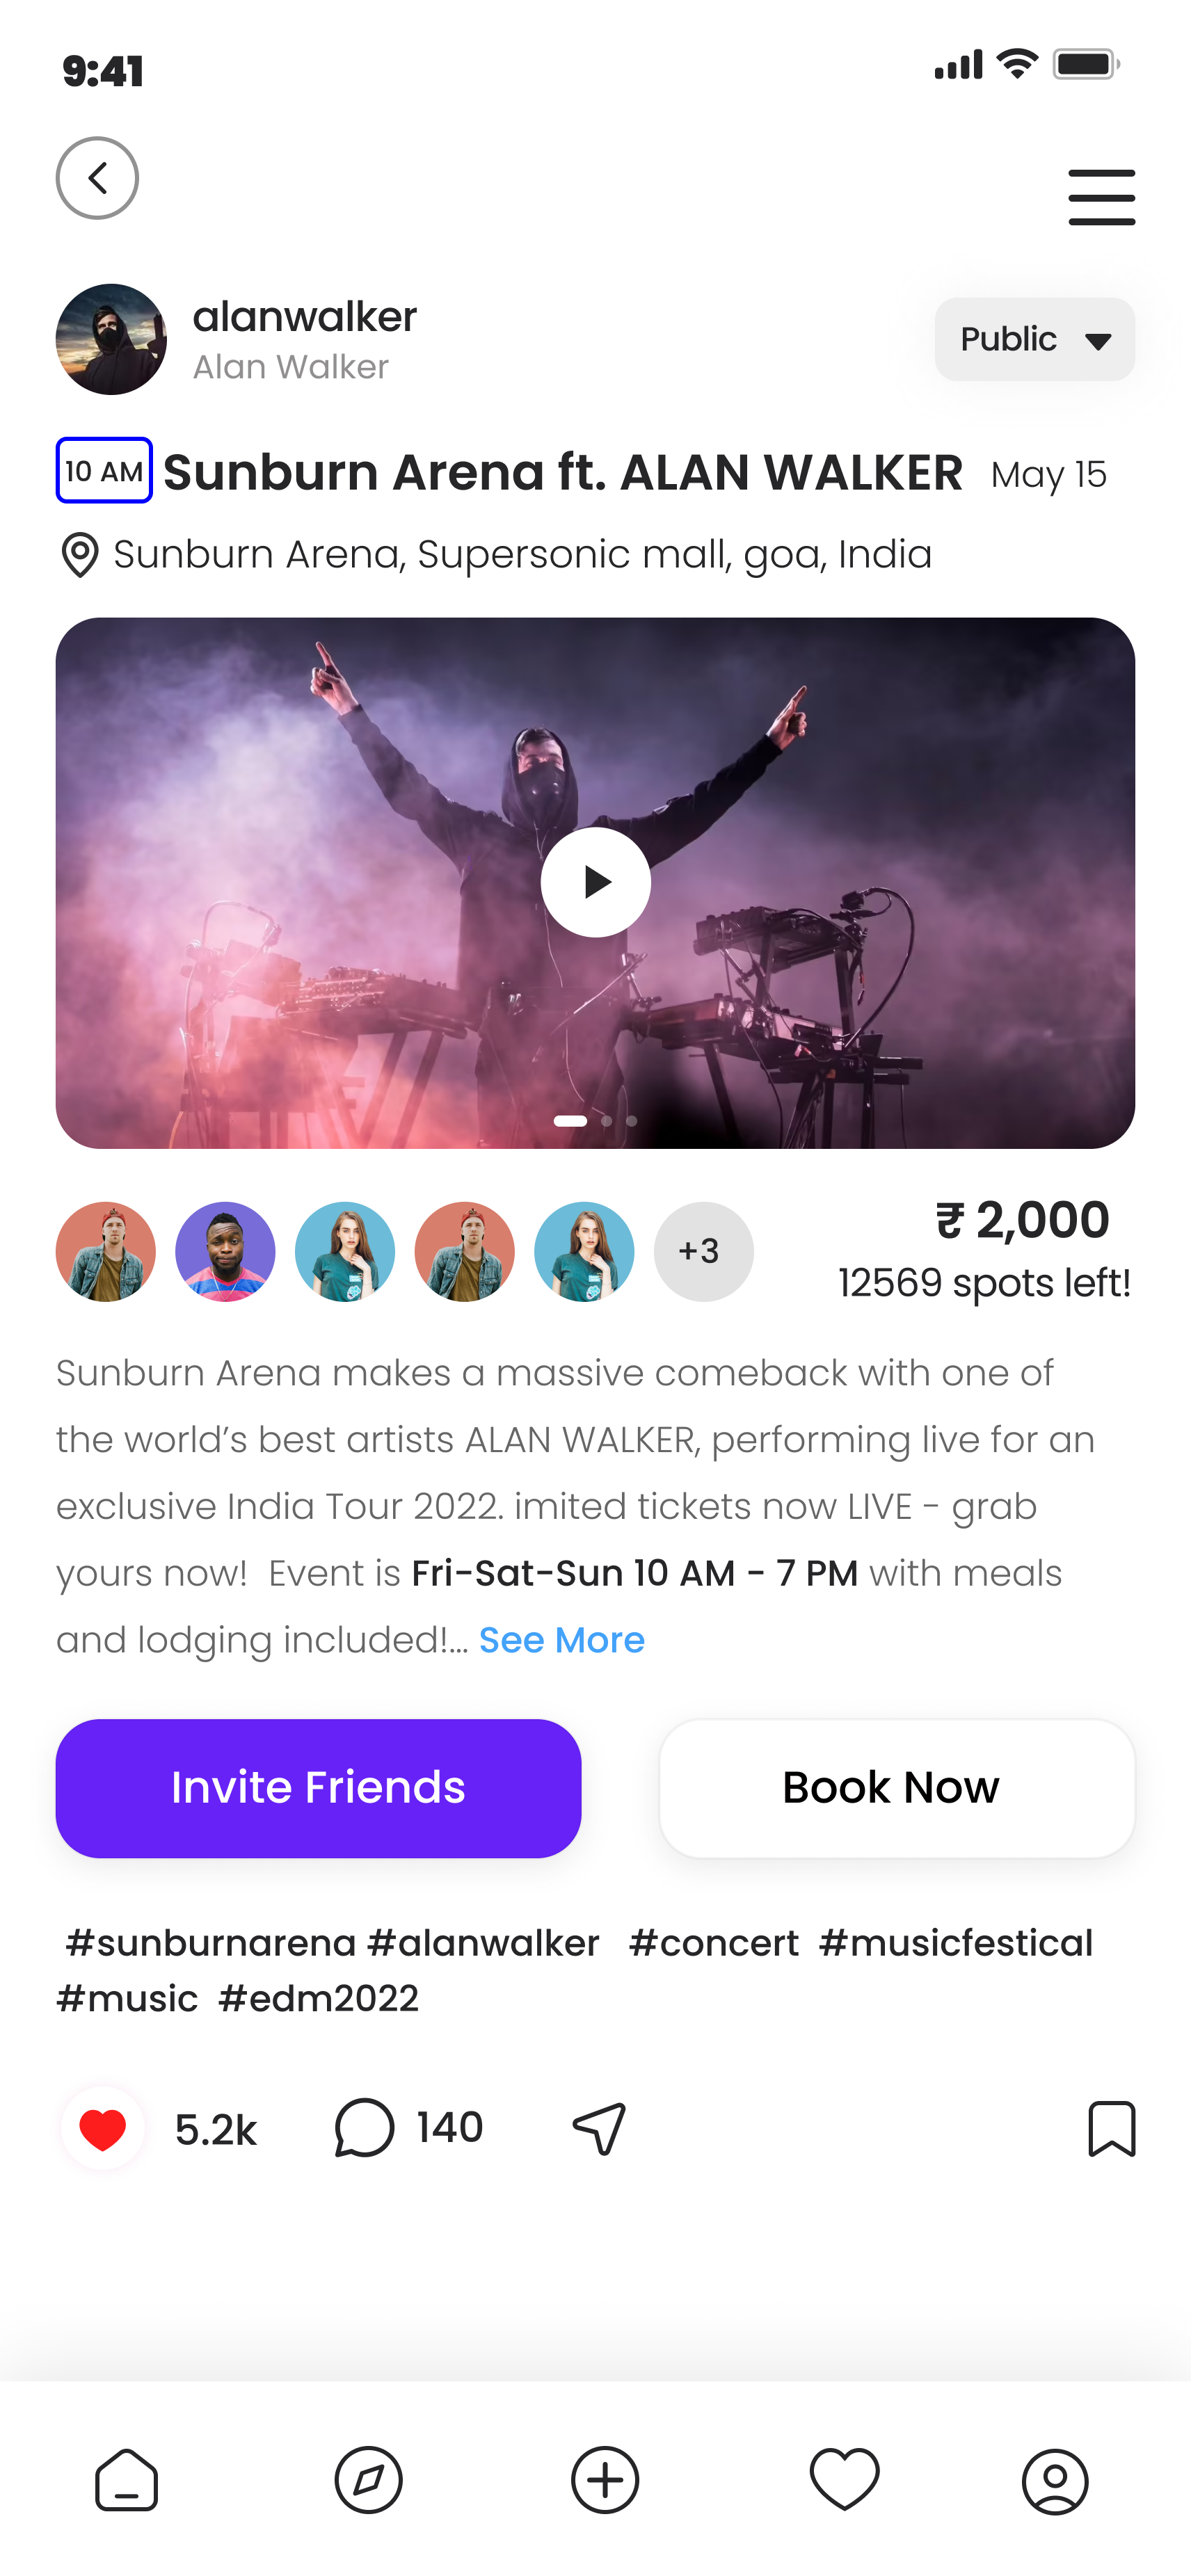 9:41
alanwalker
Alan Walker
Public
10 AM Sunburn Arena ft. ALAN WALKER May 15
Sunburn Arena, Supersonic mall, goa, India
+3
₹ 2,000
12569 spots left!
Sunburn Arena makes a massive comeback with one of
the world’s best artists ALAN WALKER, performing live for an
exclusive India Tour 2022. imited tickets now LIVE - grab
yours now!  Event is Fri-Sat-Sun 10 AM - 7 PM with meals
and lodging included!... See More
Invite Friends
Book Now
#sunburnarena #alanwalker #concert #musicfestical
#music #edm2022
5.2k
140